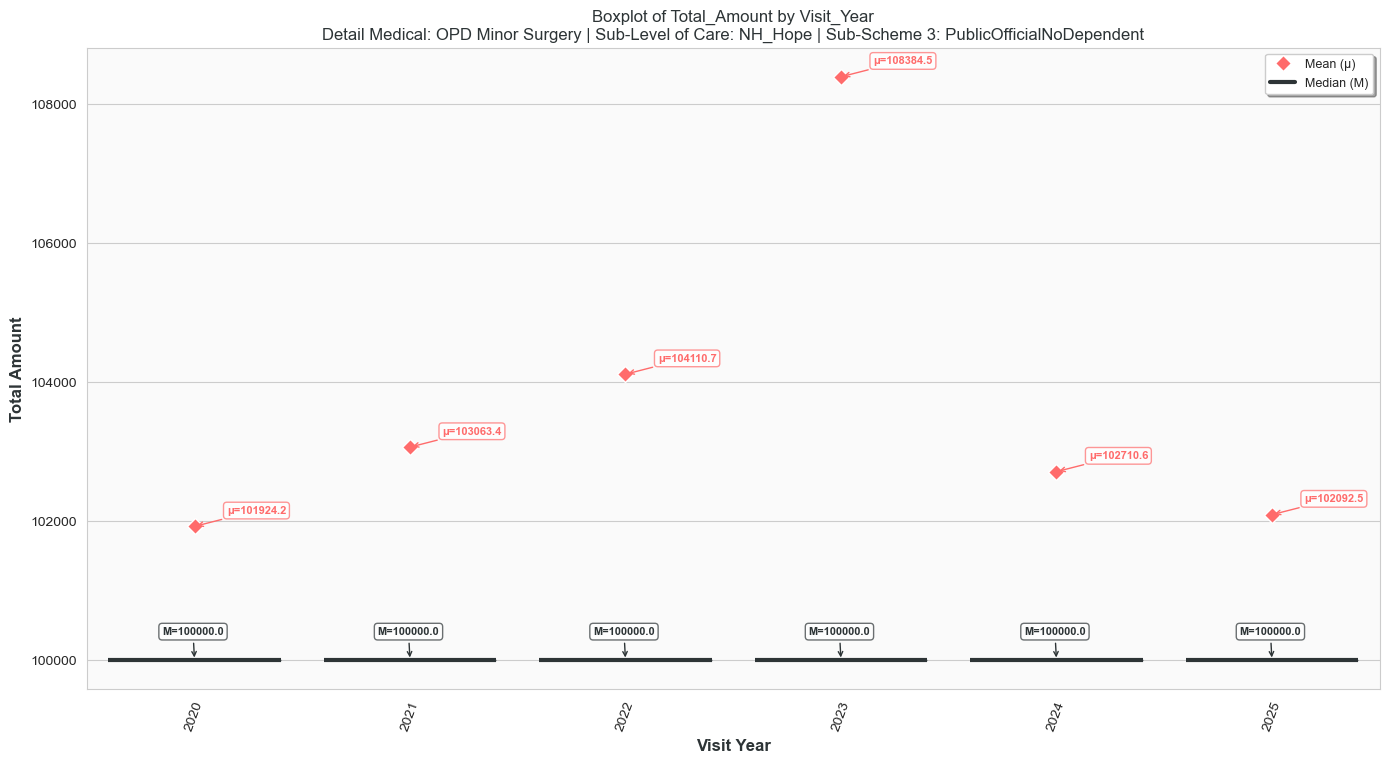 Boxplot of Total_Amount by Visit_Year
Detail Medical: OPD Minor Surgery | Sub-Level of Care: NH_Hope | Sub-Scheme 3: PublicOfficialNoDependent
Mean (μ)
Median (M)
Total Amount
108000
106000
104000
102000
100000
μ=101924.2
μ=103063.4
μ=104110.7
μ=108384.5
μ=102710.6
μ=102092.5
M=100000.0
M=100000.0
M=100000.0
M=100000.0
M=100000.0
M=100000.0
2020
2021
2022
2023
2024
2025
Visit Year